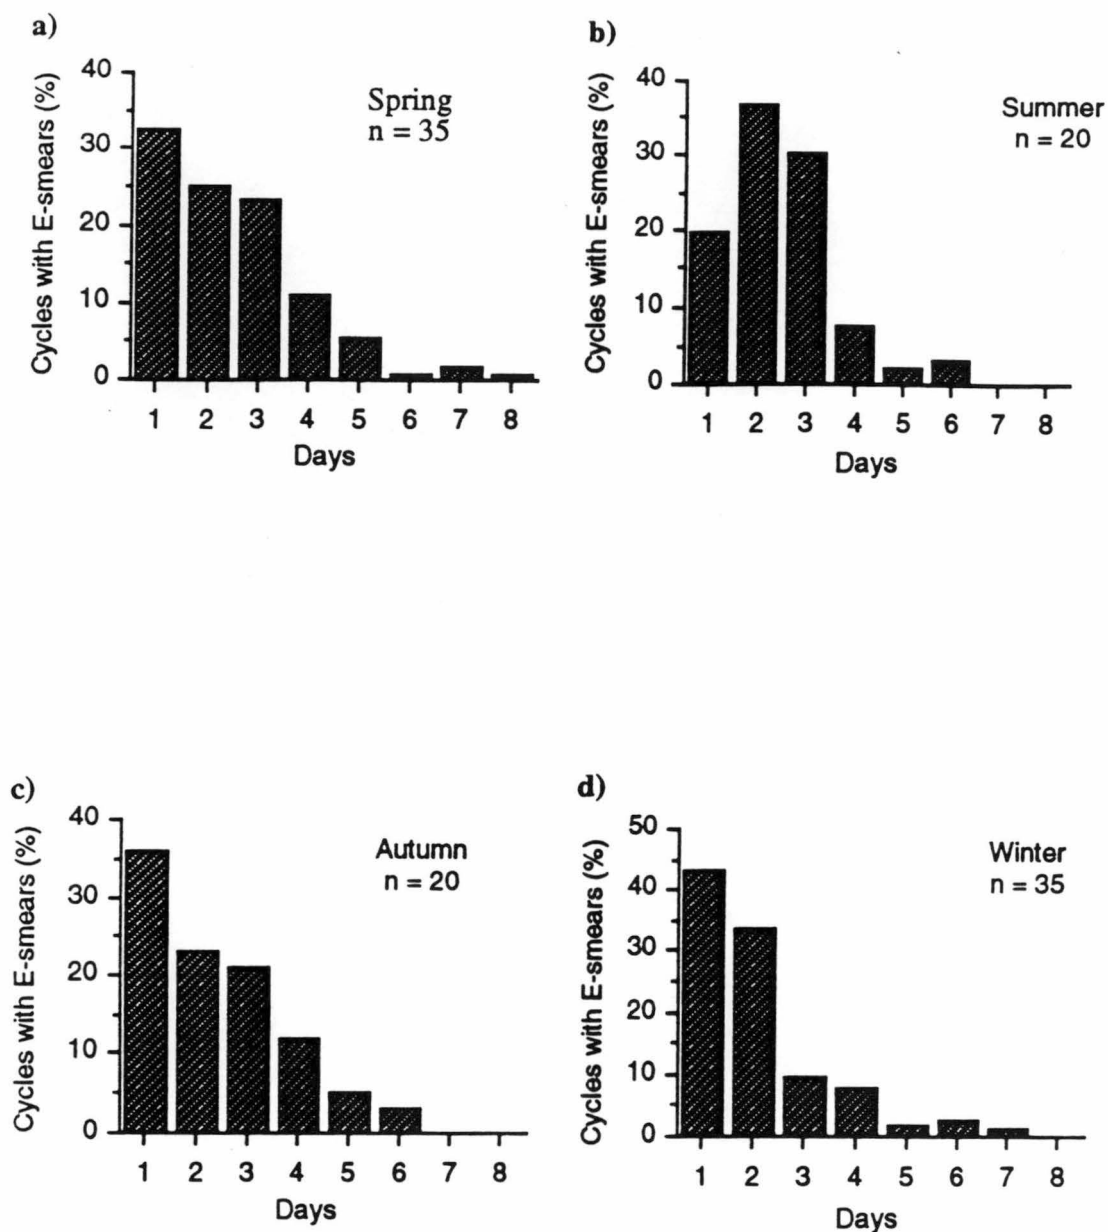 a)
Cycles with E-smears (%)
40
30
20
10
0
Spring
n = 35
1 2 3 4 5 6 7 8
Days
b)
Cycles with E-smears (%)
40
30
20
10
0
Summer
n = 20
1 2 3 4 5 6 7 8
Days
c)
Cycles with E-smears (%)
40
30
20
10
0
Autumn
n = 20
1 2 3 4 5 6 7 8
Days
d)
Cycles with E-smears (%)
50
40
30
20
10
0
Winter
n = 35
1 2 3 4 5 6 7 8
Days